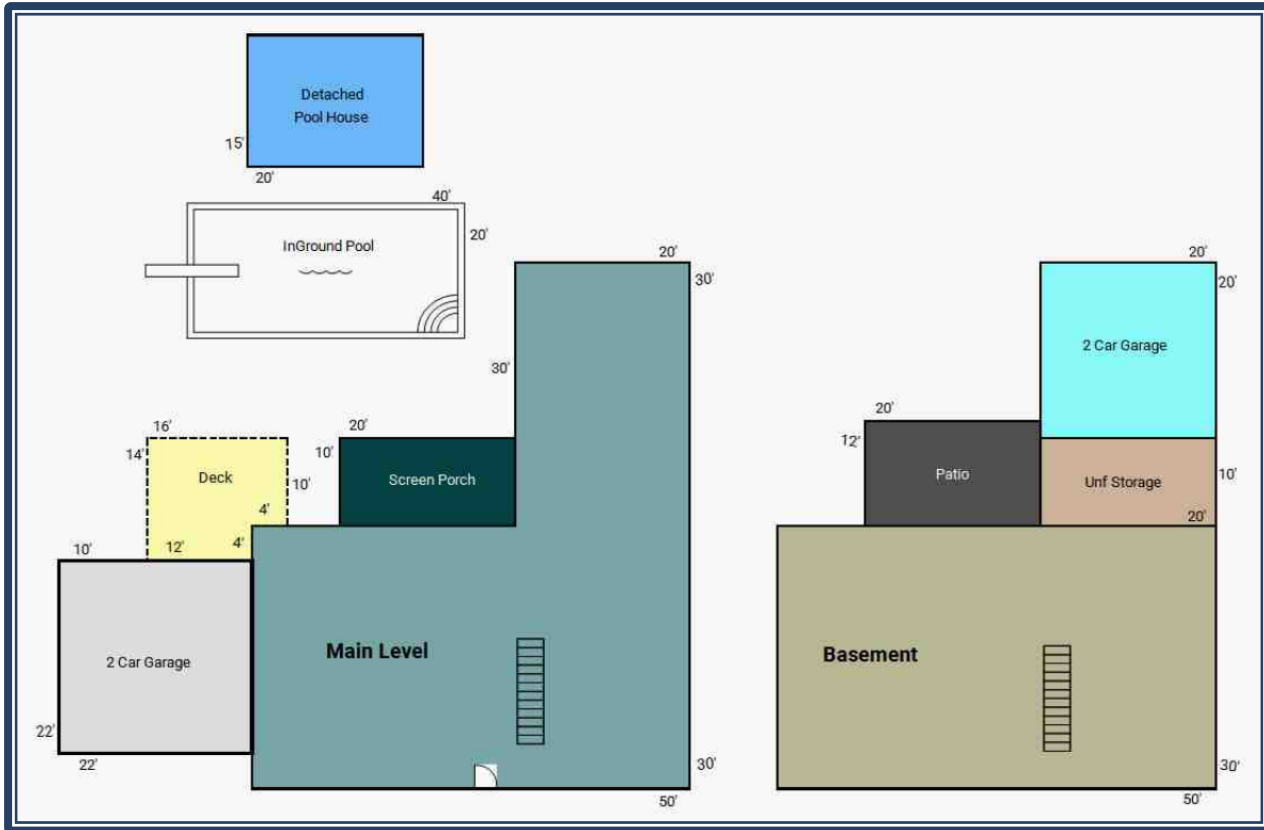 Detached
Pool House
15'
20'
40'
20'
InGround Pool
20'
30'
30'
20'
10'
Screen Porch
16'
14'
Deck
10'
4'
12'
4'
10'
2 Car Garage
22'
22'
Main Level
30'
50'
20'
20'
2 Car Garage
20'
12'
Patio
10'
Unf Storage
20'
Basement
30'
50'